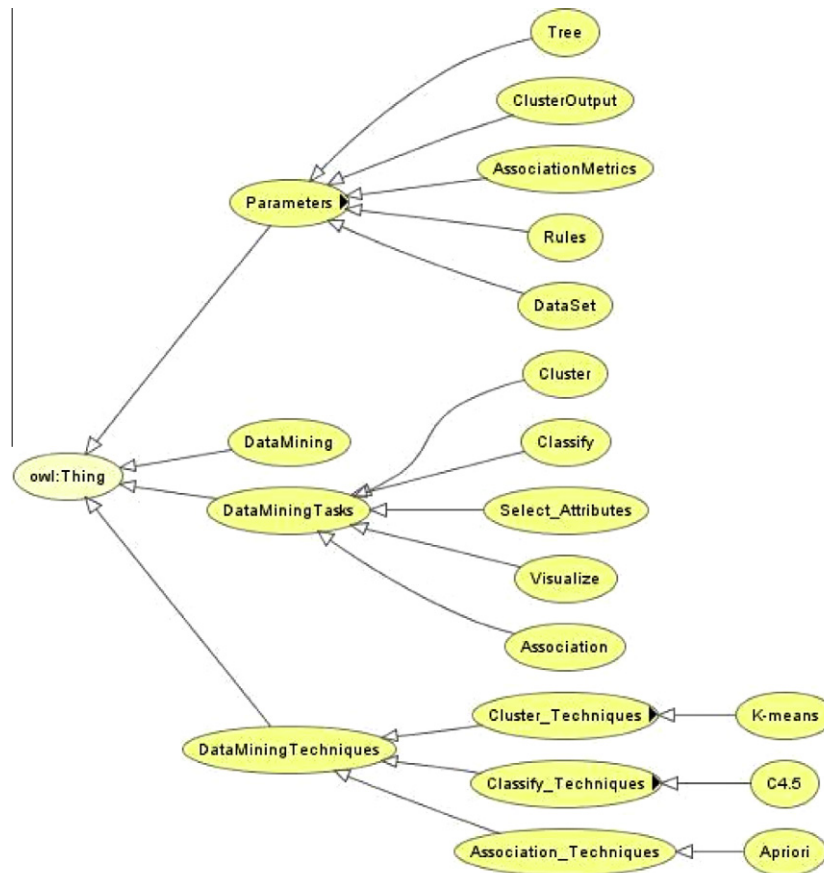 Tree
ClusterOutput
AssociationMetrics
Parameters
Rules
DataSet
Cluster
DataMining
Classify
owl:Thing
DataMiningTasks
Select_Attributes
Visualize
Association
Cluster_Techniques
K-means
DataMiningTechniques
Classify_Techniques
C4.5
Association_Techniques
Apriori